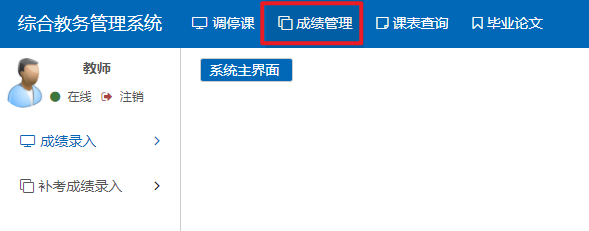 综合教务管理系统 调停课 成绩管理 课表查询 毕业论文
教师
系统主界面
在线 注销
成绩录入
补考成绩录入